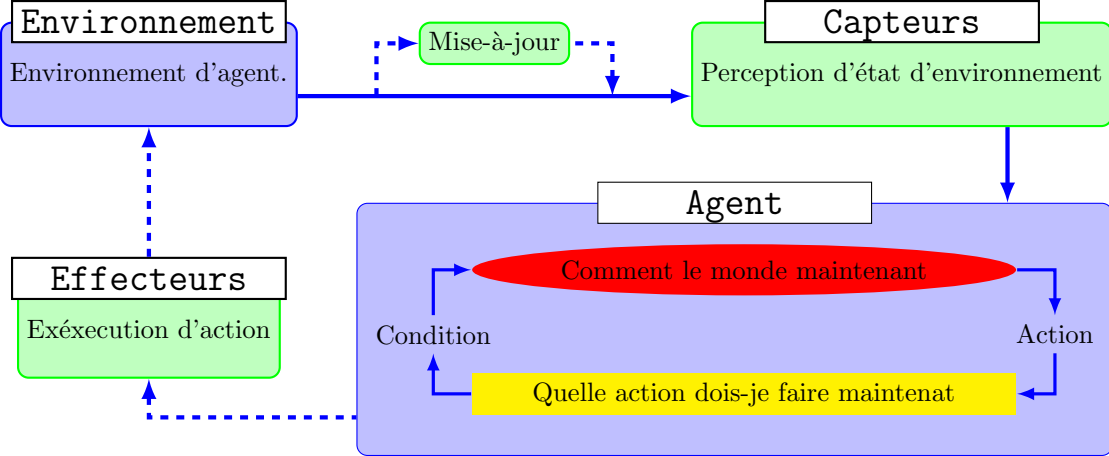 Environnement
Environnement d'agent.
Mise-à-jour
Capteurs
Perception d'état d'environnement
Agent
Comment le monde maintenant
Condition
Action
Quelle action dois-je faire maintenat
Effecteurs
Exéxecution d'action